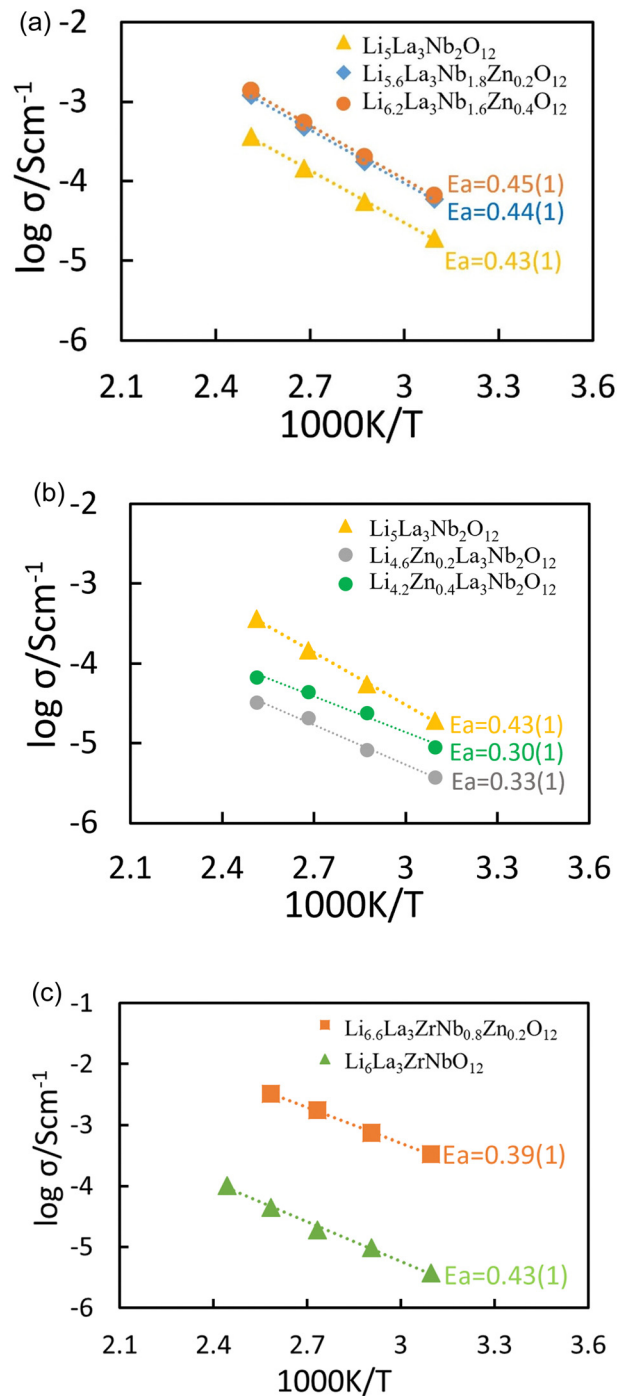 (a)
-2
Li₅La₃Nb₂O₁₂
Li₅.₆La₃Nb₁.₈Zn₀.₂O₁₂
Li₆.₂La₃Nb₁.₆Zn₀.₄O₁₂
-3
log σ/Scm⁻¹
-4
Ea=0.45(1)
Ea=0.44(1)
-5
Ea=0.43(1)
-6
2.1 2.4 2.7 3 3.3 3.6
1000K/T
(b)
-2
Li₅La₃Nb₂O₁₂
Li₄.₆Zn₀.₂La₃Nb₂O₁₂
Li₄.₂Zn₀.₄La₃Nb₂O₁₂
-3
log σ/Scm⁻¹
-4
Ea=0.43(1)
-5
Ea=0.30(1)
Ea=0.33(1)
-6
2.1 2.4 2.7 3 3.3 3.6
1000K/T
(c)
-1
Li₆.₆La₃ZrNb₀.₈Zn₀.₂O₁₂
Li₆La₃ZrNbO₁₂
-2
-3
log σ/Scm⁻¹
Ea=0.39(1)
-4
-5
Ea=0.43(1)
-6
2.1 2.4 2.7 3 3.3 3.6
1000K/T